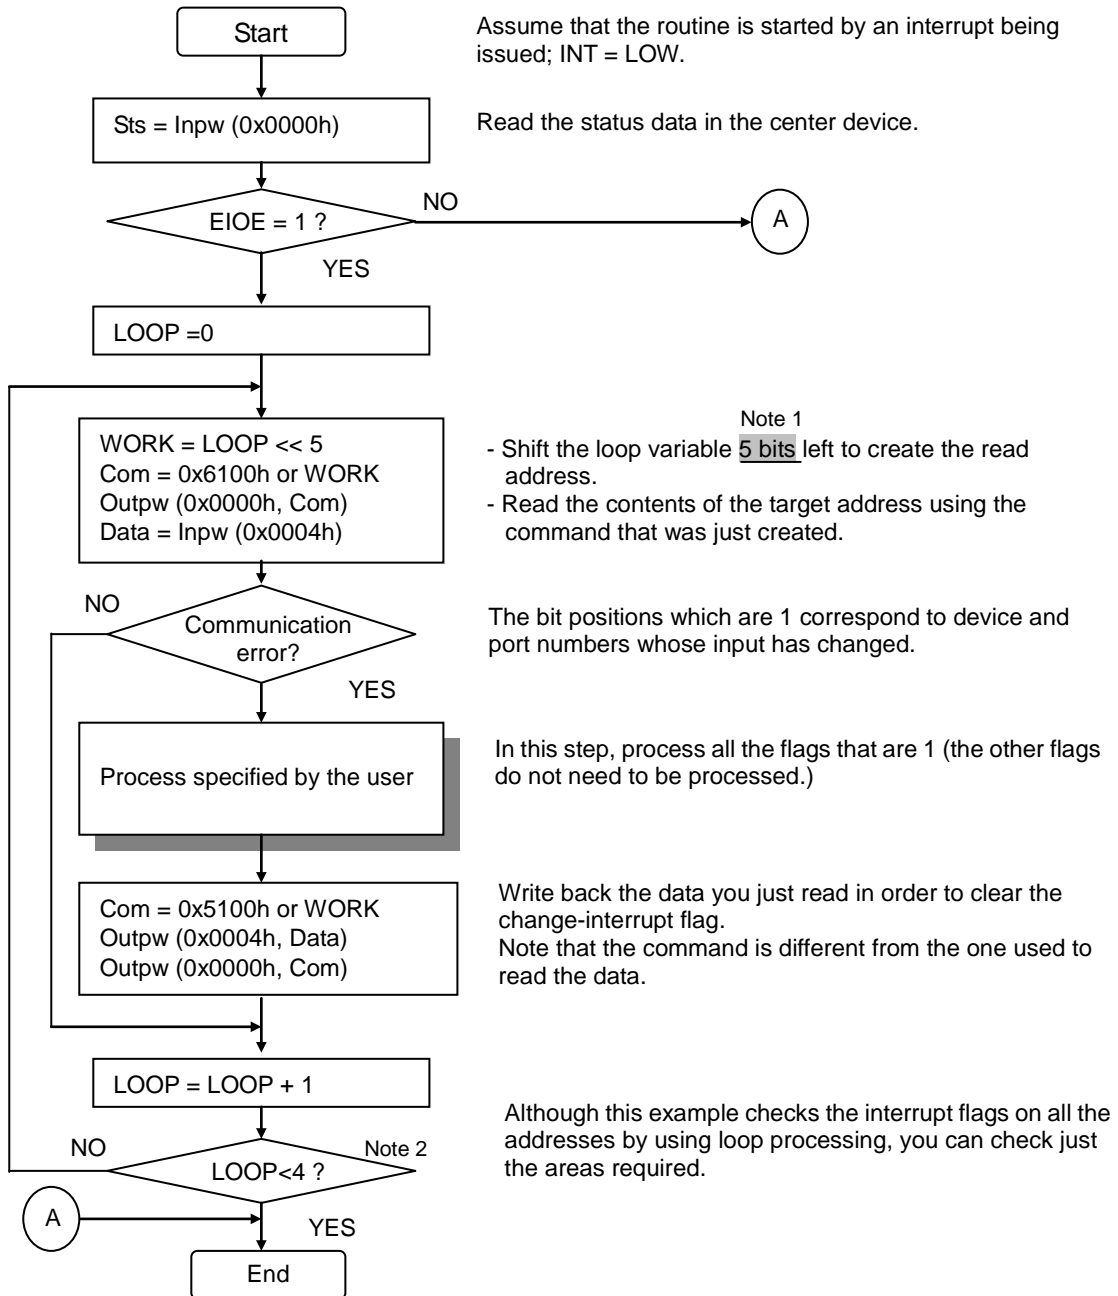 Start
Assume that the routine is started by an interrupt being
issued; INT = LOW.
Sts = Inpw (0x0000h)
Read the status data in the center device.
EIOE = 1 ?
NO
A
YES
LOOP =0
WORK = LOOP << 5
Com = 0x6100h or WORK
Outpw (0x0000h, Com)
Data = Inpw (0x0004h)
Note 1
- Shift the loop variable 5 bits left to create the read
address.
- Read the contents of the target address using the
command that was just created.
NO
Communication
error?
YES
The bit positions which are 1 correspond to device and
port numbers whose input has changed.
Process specified by the user
In this step, process all the flags that are 1 (the other flags
do not need to be processed.)
Com = 0x5100h or WORK
Outpw (0x0004h, Data)
Outpw (0x0000h, Com)
Write back the data you just read in order to clear the
change-interrupt flag.
Note that the command is different from the one used to
read the data.
LOOP = LOOP + 1
NO
LOOP<4 ?
Note 2
Although this example checks the interrupt flags on all the
addresses by using loop processing, you can check just
the areas required.
A
YES
End